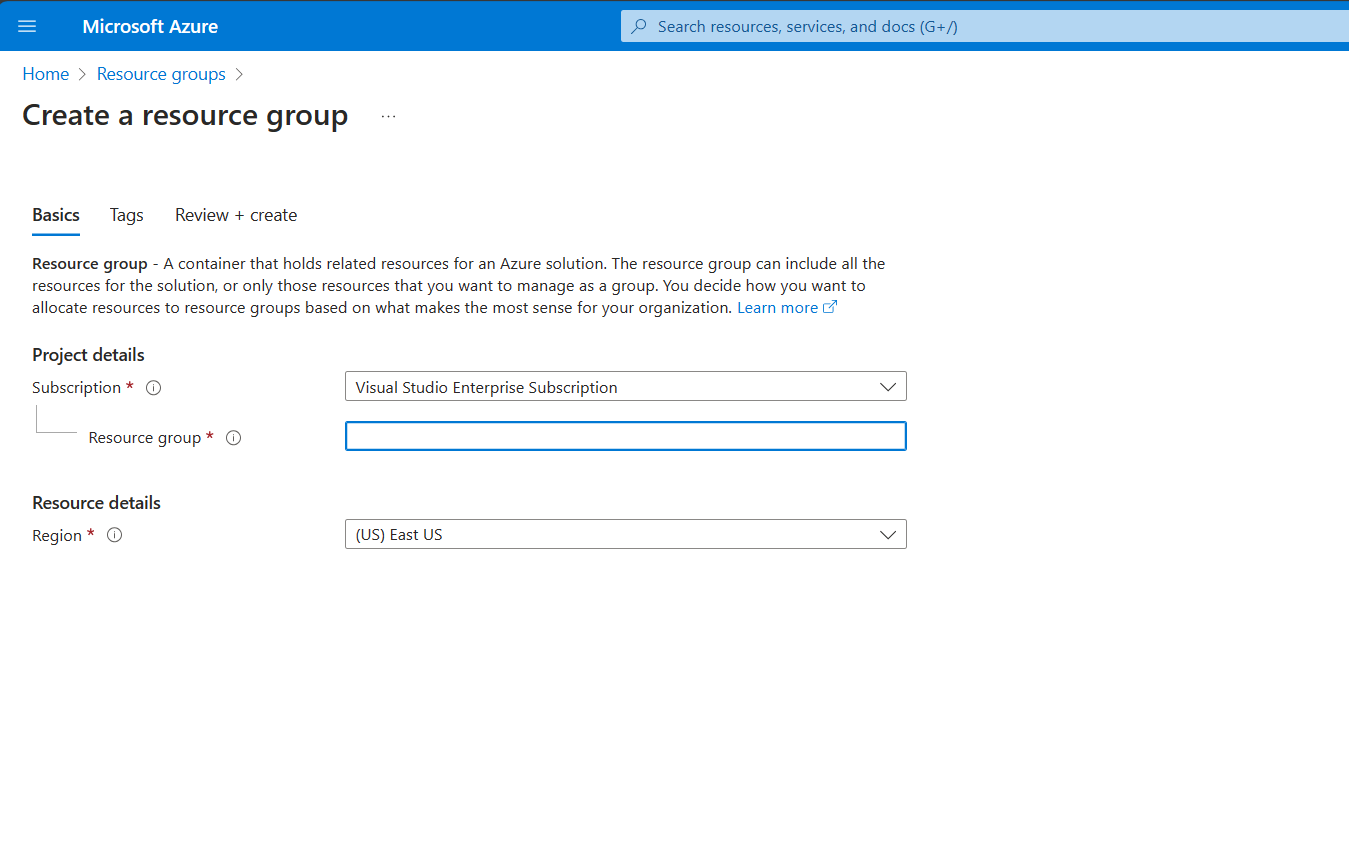 Microsoft Azure
Search resources, services, and docs (G+/)
Home > Resource groups >
Create a resource group ...
Basics Tags Review + create
Resource group - A container that holds related resources for an Azure solution. The resource group can include all the
resources for the solution, or only those resources that you want to manage as a group. You decide how you want to
allocate resources to resource groups based on what makes the most sense for your organization. Learn more
Project details
Subscription *
Visual Studio Enterprise Subscription
Resource group *
Resource details
Region *
(US) East US